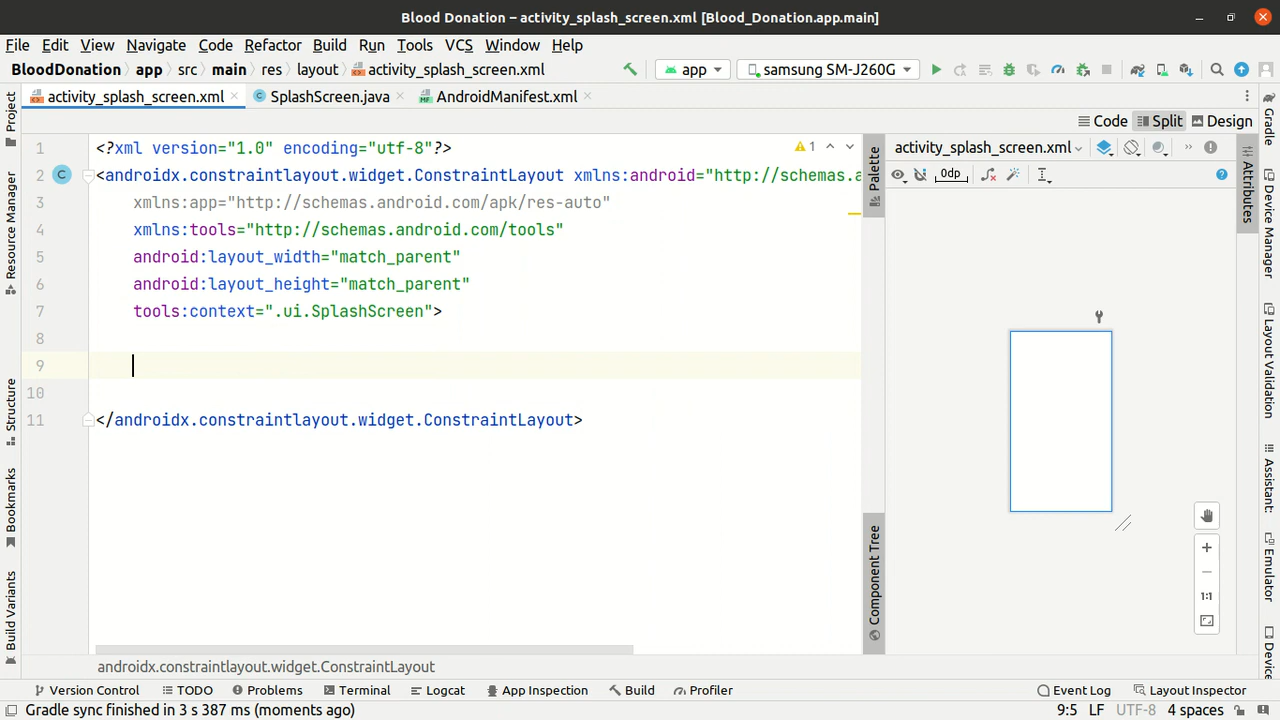 Blood Donation – activity_splash_screen.xml [Blood_Donation.app.main]
File Edit View Navigate Code Refactor Build Run Tools VCS Window Help
BloodDonation app src main res layout activity_splash_screen.xml app samsung SM-J260G
activity_splash_screen.xml SplashScreen.java AndroidManifest.xml
Code Split Design
1 <?xml version="1.0" encoding="utf-8"?>
2 <androidx.constraintlayout.widget.ConstraintLayout xmlns:android="http://schemas.a
3 xmlns:app="http://schemas.android.com/apk/res-auto"
4 xmlns:tools="http://schemas.android.com/tools"
5 android:layout_width="match_parent"
6 android:layout_height="match_parent"
7 tools:context=".ui.SplashScreen">
8
9
10
11 </androidx.constraintlayout.widget.ConstraintLayout>
1
activity_splash_screen.xml
0dp
1:1
Project
Resource Manager
Structure
Bookmarks
Build Variants
Palette
Component Tree
Attributes
Gradle
Device Manager
Layout Validation
Assistant:
Emulator
Device
androidx.constraintlayout.widget.ConstraintLayout
Version Control TODO Problems Terminal Logcat App Inspection Build Profiler Event Log Layout Inspector
Gradle sync finished in 3 s 387 ms (moments ago) 9:5 LF UTF-8 4 spaces